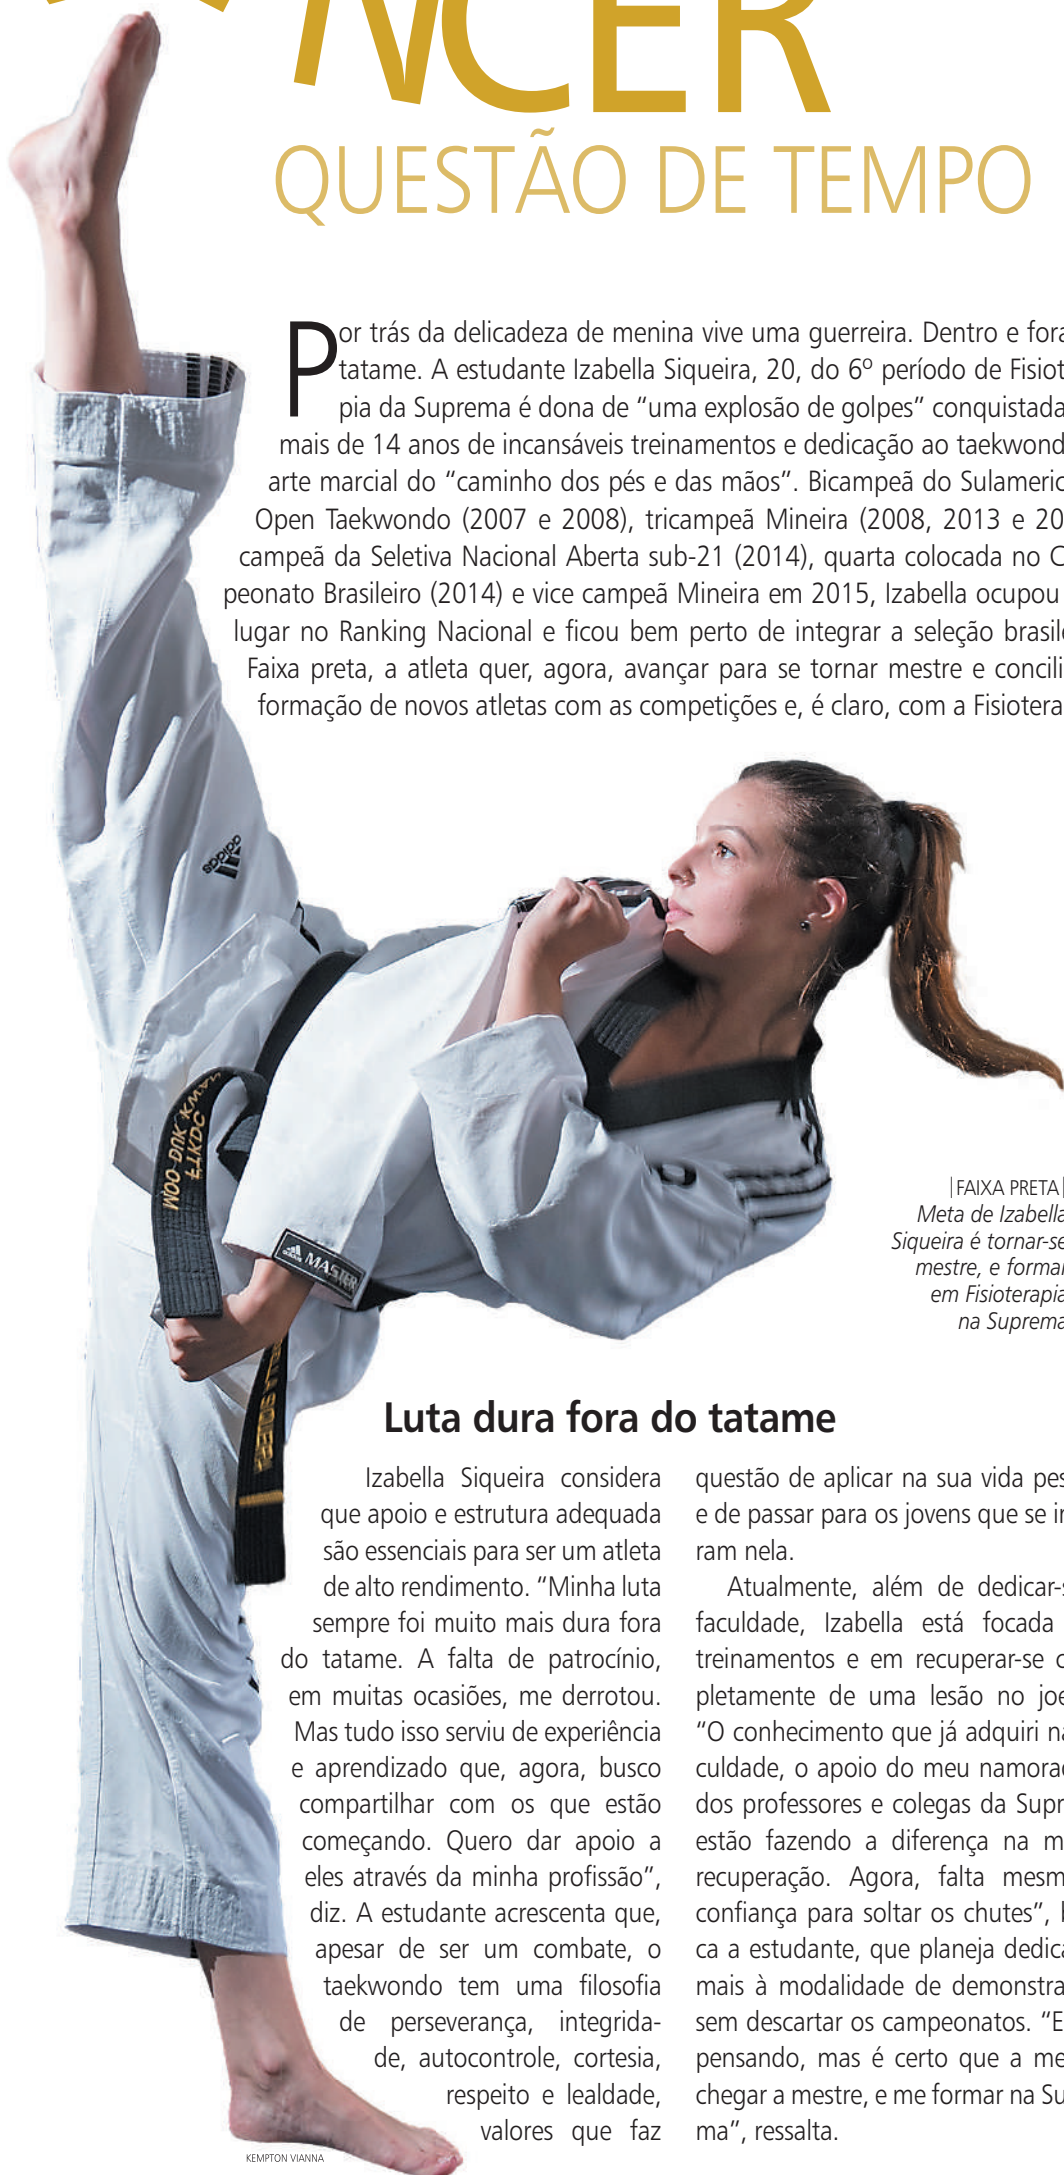 NCER
QUESTÃO DE TEMPO
Por trás da delicadeza de menina vive uma guerreira. Dentro e fora
tatame. A estudante Izabella Siqueira, 20, do 6º período de Fisiot
pia da Suprema é dona de “uma explosão de golpes” conquistada
mais de 14 anos de incansáveis treinamentos e dedicação ao taekwond
arte marcial do “caminho dos pés e das mãos”. Bicampeã do Sulameric
Open Taekwondo (2007 e 2008), tricampeã Mineira (2008, 2013 e 20
campeã da Seletiva Nacional Aberta sub-21 (2014), quarta colocada no C
peonato Brasileiro (2014) e vice campeã Mineira em 2015, Izabella ocupou
lugar no Ranking Nacional e ficou bem perto de integrar a seleção brasile
Faixa preta, a atleta quer, agora, avançar para se tornar mestre e concili
formação de novos atletas com as competições e, é claro, com a Fisiotera
adidas
WOO DUK KWAN
TKDC
adidas MASTER
|FAIXA PRETA|
Meta de Izabella
Siqueira é tornar-se
mestre, e formar
em Fisioterapia
na Suprema
Luta dura fora do tatame
Izabella Siqueira considera
que apoio e estrutura adequada
são essenciais para ser um atleta
de alto rendimento. “Minha luta
sempre foi muito mais dura fora
do tatame. A falta de patrocínio,
em muitas ocasiões, me derrotou.
Mas tudo isso serviu de experiência
e aprendizado que, agora, busco
compartilhar com os que estão
começando. Quero dar apoio a
eles através da minha profissão”,
diz. A estudante acrescenta que,
apesar de ser um combate, o
taekwondo tem uma filosofia
de perseverança, integrida-
de, autocontrole, cortesia,
respeito e lealdade,
valores que faz
questão de aplicar na sua vida pes
e de passar para os jovens que se in
ram nela.
Atualmente, além de dedicar-s
faculdade, Izabella está focada
treinamentos e em recuperar-se c
pletamente de uma lesão no joe
“O conhecimento que já adquiri na
culdade, o apoio do meu namorad
dos professores e colegas da Supr
estão fazendo a diferença na m
recuperação. Agora, falta mesm
confiança para soltar os chutes”,
ca a estudante, que planeja dedica
mais à modalidade de demonstra
sem descartar os campeonatos. “E
pensando, mas é certo que a me
chegar a mestre, e me formar na Su
ma”, ressalta.
KEMPTON VIANNA